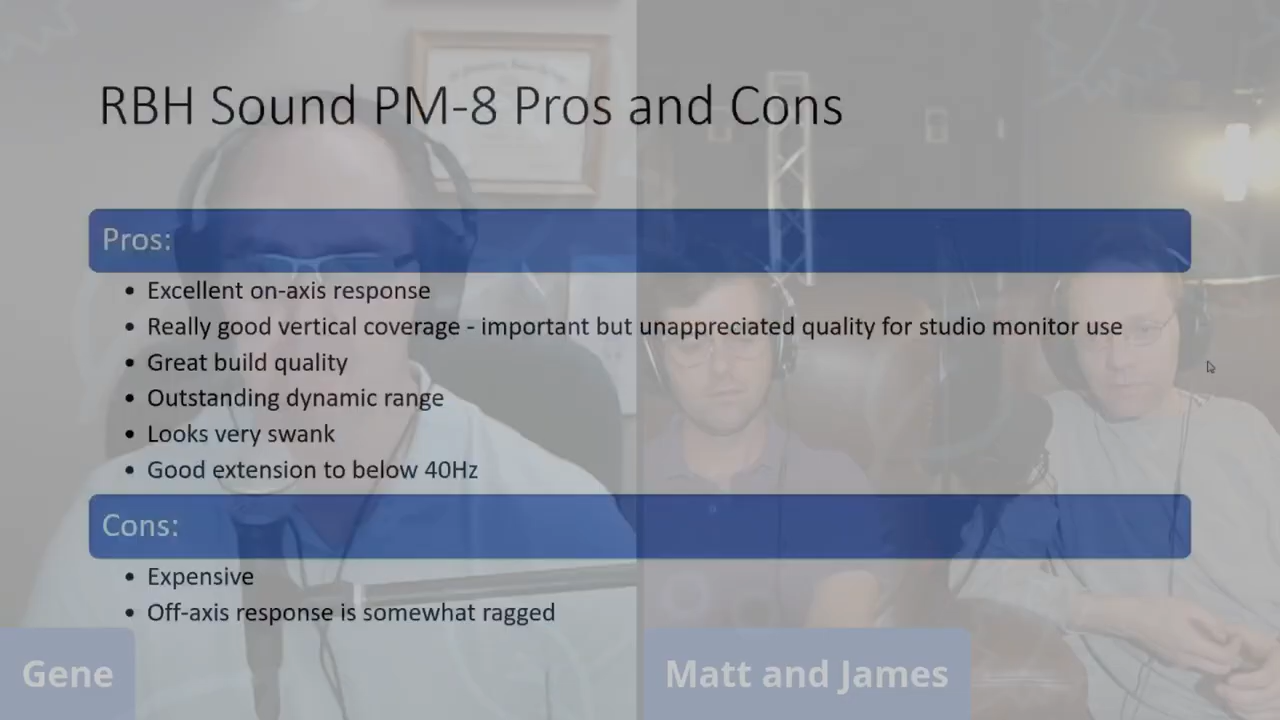 RBH Sound PM-8 Pros and Cons
Pros:
• Excellent on-axis response
• Really good vertical coverage - important but unappreciated quality for studio monitor use
• Great build quality
• Outstanding dynamic range
• Looks very swank
• Good extension to below 40Hz
Cons:
• Expensive
• Off-axis response is somewhat ragged
Gene
Matt and James